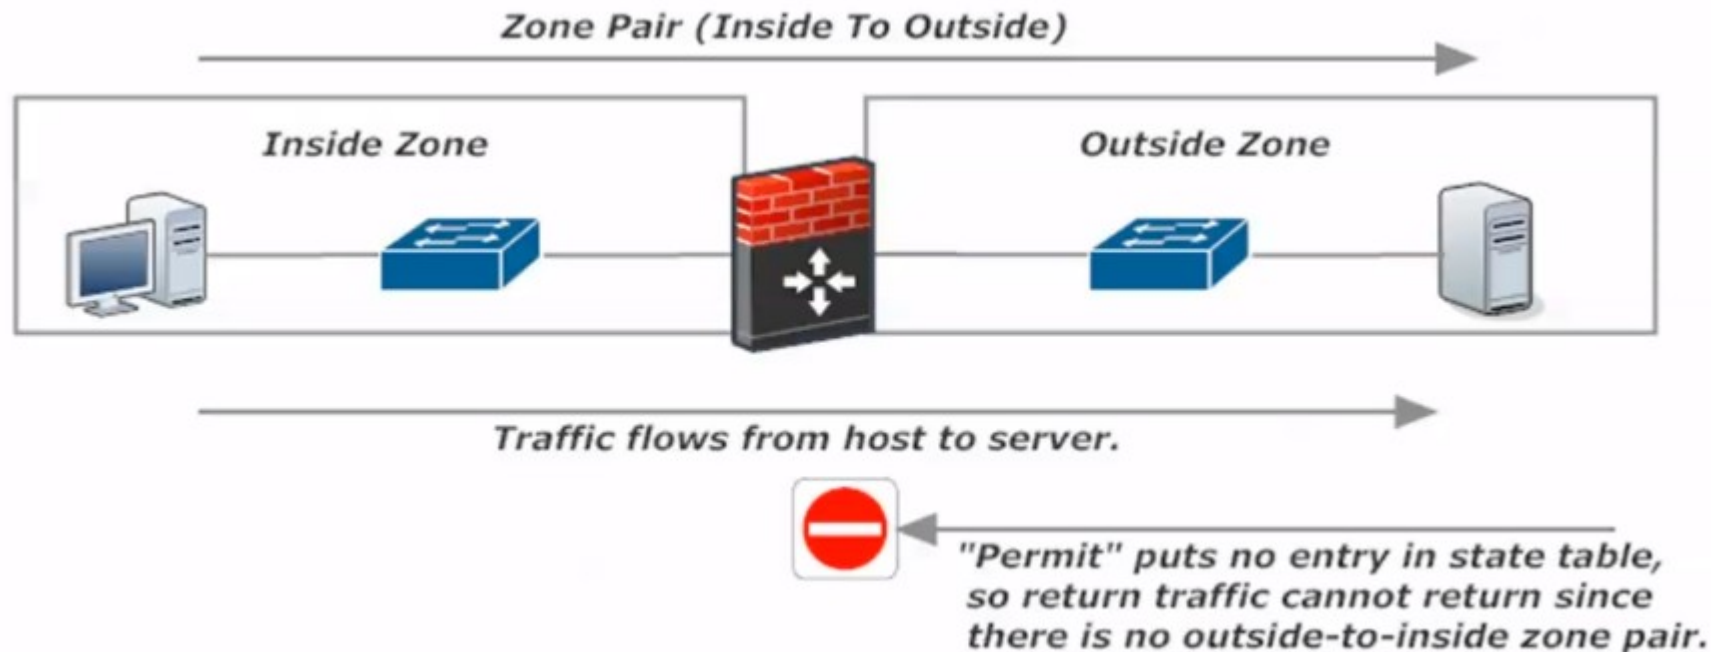 Zone Pair (Inside To Outside)
Inside Zone
Outside Zone
Traffic flows from host to server.
"Permit" puts no entry in state table,
so return traffic cannot return since
there is no outside-to-inside zone pair.